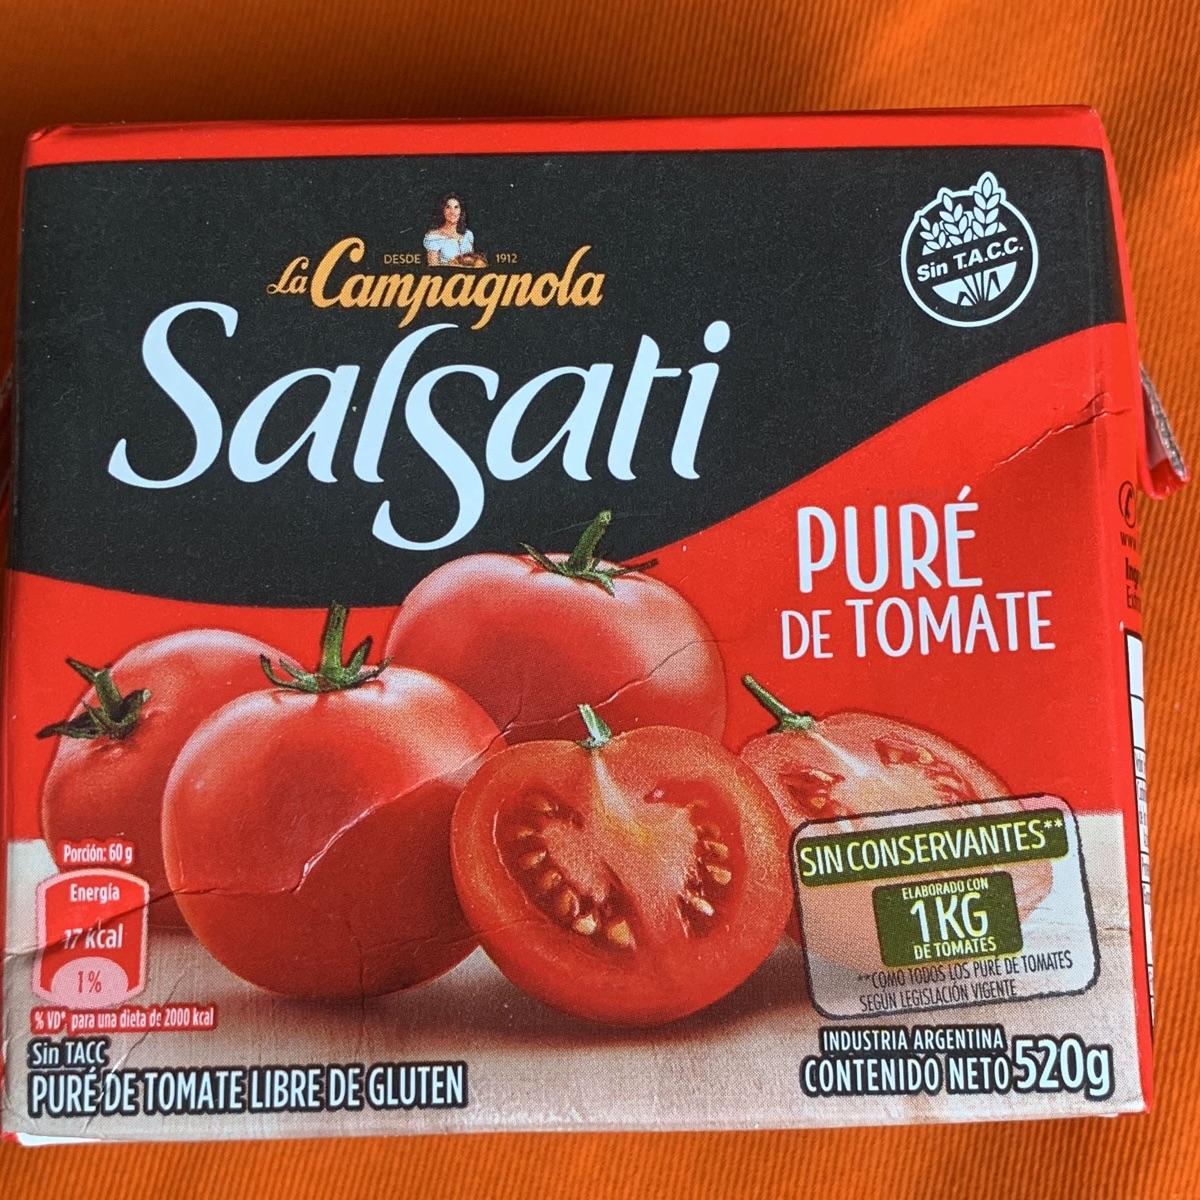 DESDE 1912
La Campagnola
Salsati
Sin T.A.C.C.
PURÉ
DE TOMATE
Porción: 60 g
Energía
17 kcal
1%
% VD* para una dieta de 2000 kcal
SIN CONSERVANTES**
ELABORADO CON
1 KG
DE TOMATES
**COMO TODOS LOS PURÉ DE TOMATES
SEGÚN LEGISLACIÓN VIGENTE
Sin TACC
PURÉ DE TOMATE LIBRE DE GLUTEN
INDUSTRIA ARGENTINA
CONTENIDO NETO 520g